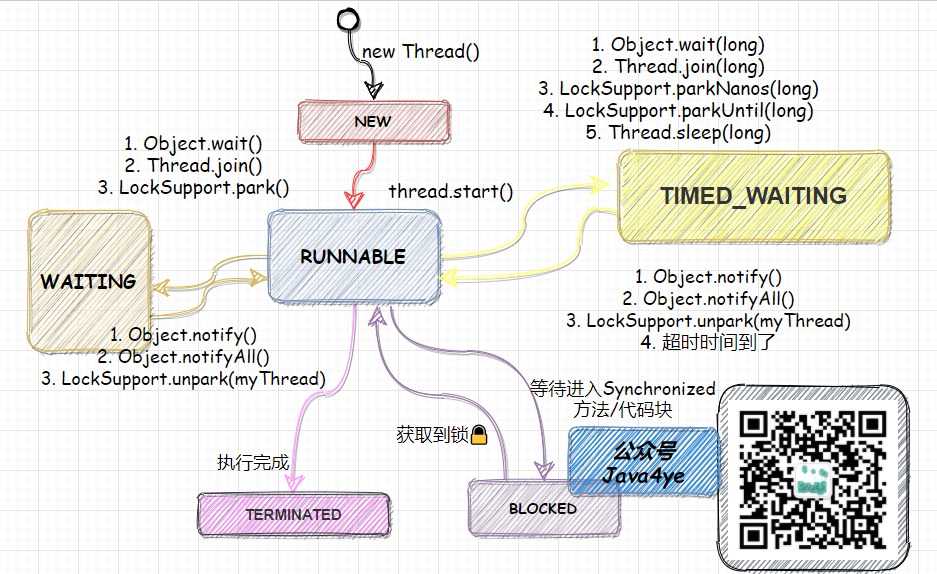 new Thread()
NEW
1. Object.wait(long)
2. Thread.join(long)
3. LockSupport.parkNanos(long)
4. LockSupport.parkUntil(long)
5. Thread.sleep(long)
1. Object.wait()
2. Thread.join()
3. LockSupport.park()
thread.start()
TIMED_WAITING
RUNNABLE
WAITING
1. Object.notify()
2. Object.notifyAll()
3. LockSupport.unpark(myThread)
4. 超时时间到了
1. Object.notify()
2. Object.notifyAll()
3. LockSupport.unpark(myThread)
等待进入Synchronized
方法/代码块
获取到锁🔒
执行完成
公众号
Java4ye
TERMINATED
BLOCKED